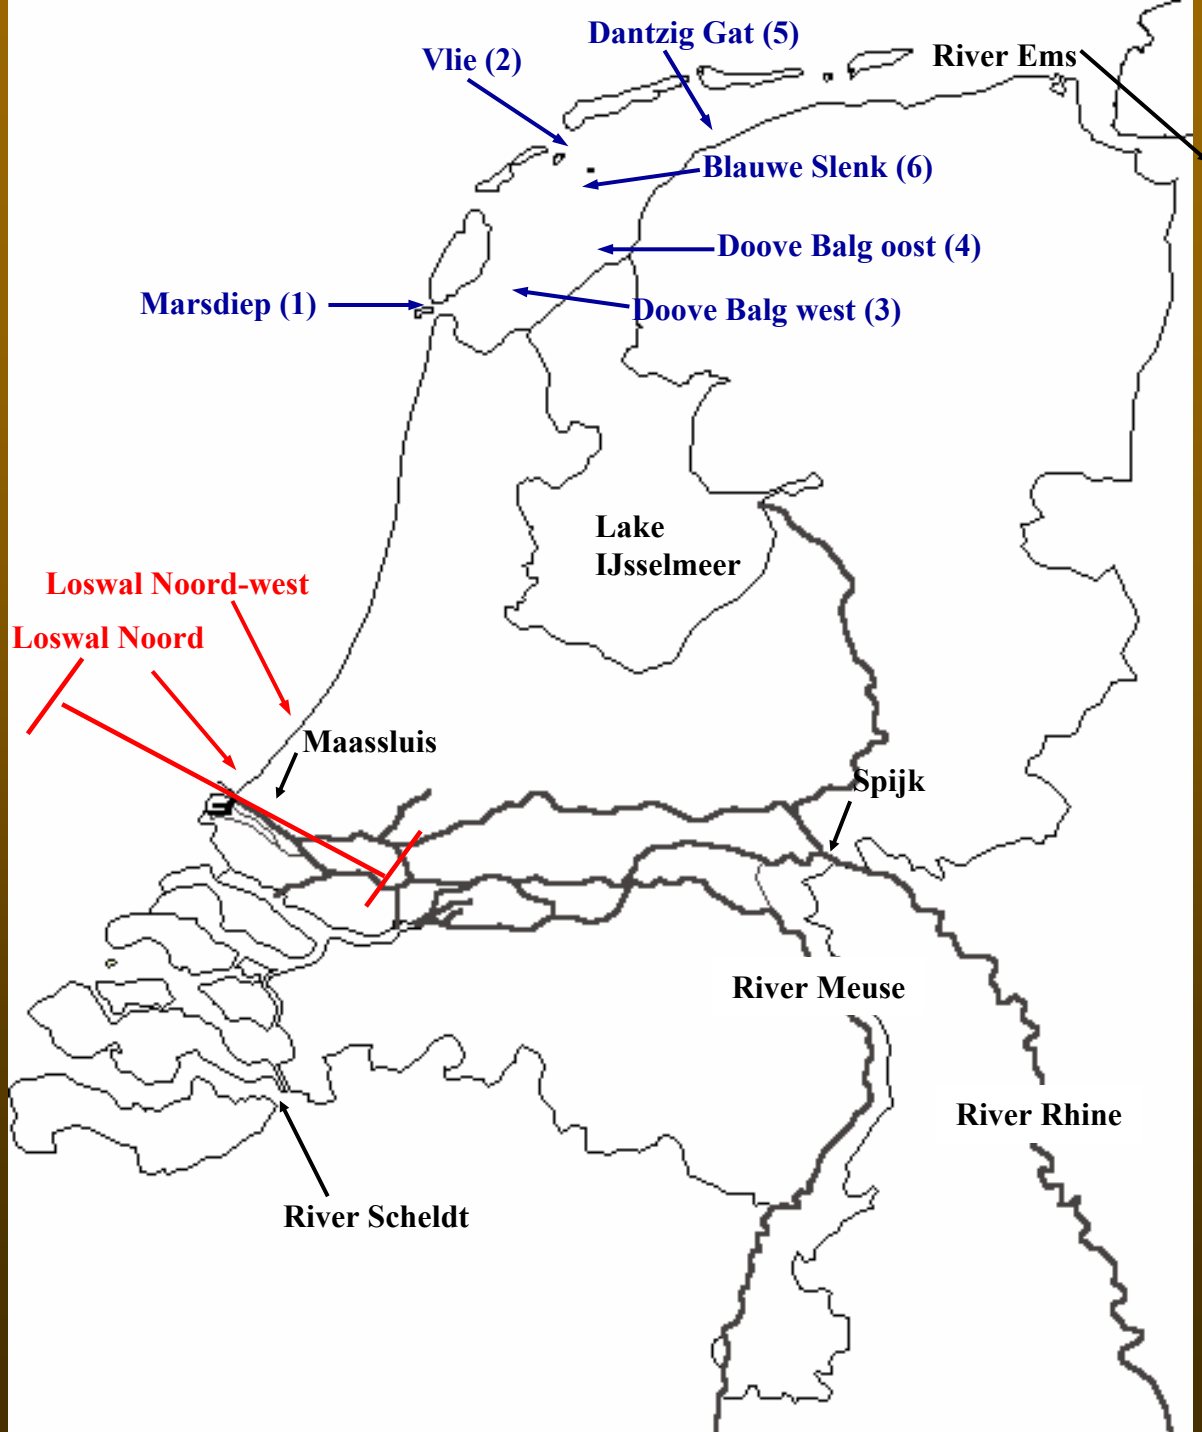 Dantzig Gat (5)
Vlie (2)
River Ems
Blauwe Slenk (6)
Doove Balg oost (4)
Marsdiep (1)
Doove Balg west (3)
Lake
IJsselmeer
Loswal Noord-west
Loswal Noord
Maassluis
Spijk
River Meuse
River Rhine
River Scheldt